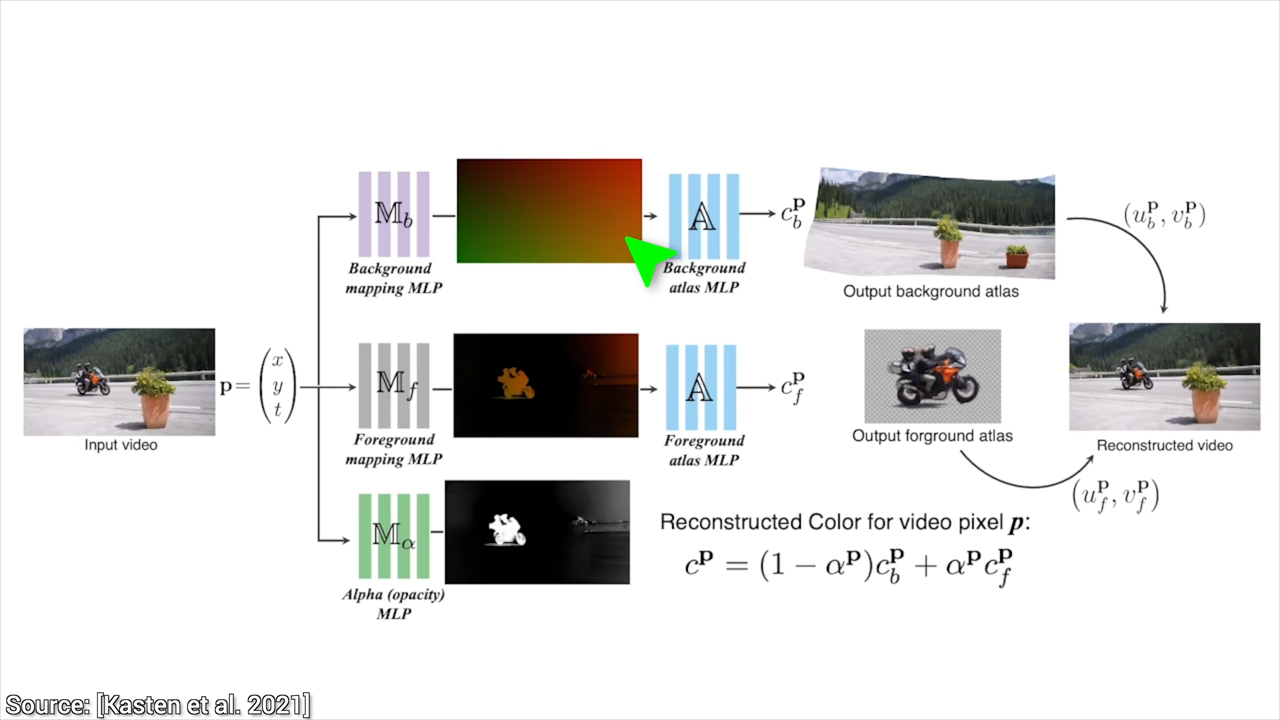 Input video
p = (x y t)
𝕄_b
Background
mapping MLP
𝔸
Background
atlas MLP
c_b^p
Output background atlas
(u_b^p, v_b^p)
𝕄_f
Foreground
mapping MLP
𝔸
Foreground
atlas MLP
c_f^p
Output forground atlas
(u_f^p, v_f^p)
Reconstructed video
𝕄_α
Alpha (opacity)
MLP
Reconstructed Color for video pixel p:
c^p = (1 − α^p)c_b^p + α^p c_f^p
Source: [Kasten et al. 2021]